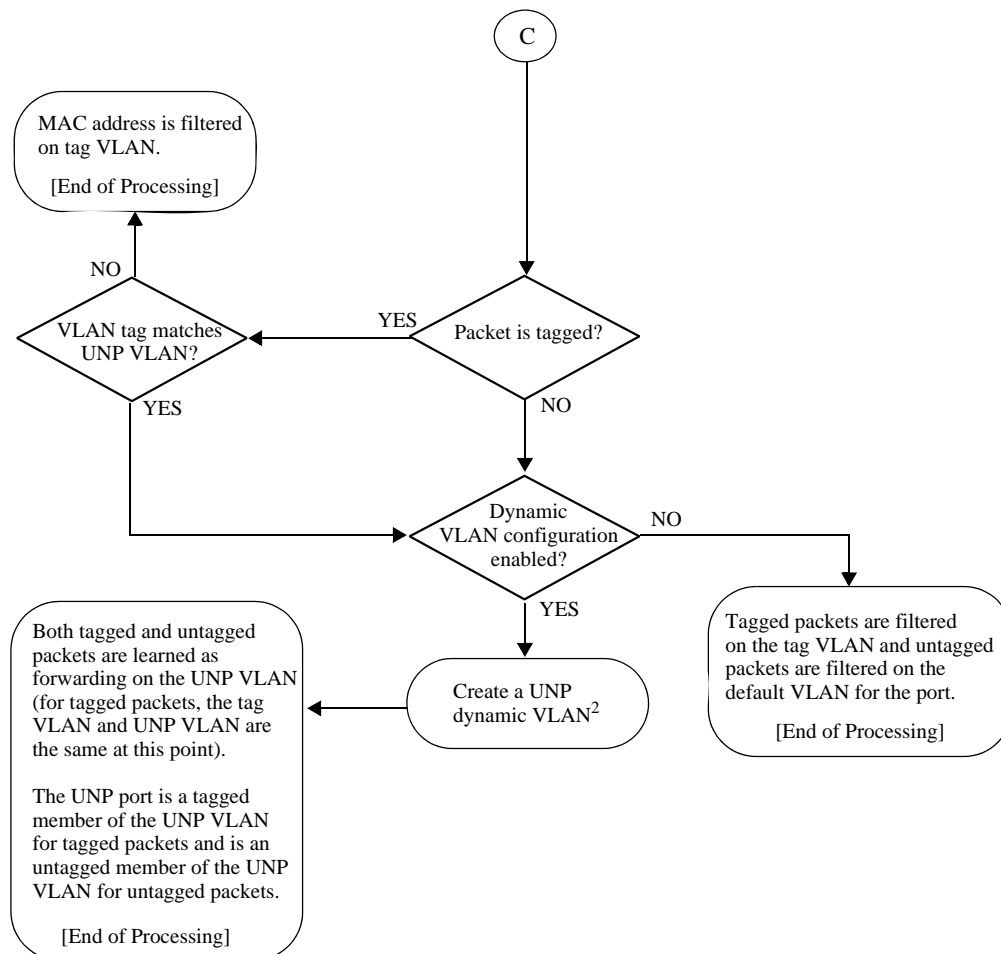 C
MAC address is filtered
on tag VLAN.
[End of Processing]
NO
VLAN tag matches
UNP VLAN?
YES
YES
Packet is tagged?
NO
Dynamic
VLAN configuration
enabled?
NO
YES
Tagged packets are filtered
on the tag VLAN and untagged
packets are filtered on the
default VLAN for the port.
[End of Processing]
Create a UNP
dynamic VLAN²
Both tagged and untagged
packets are learned as
forwarding on the UNP VLAN
(for tagged packets, the tag
VLAN and UNP VLAN are
the same at this point).
The UNP port is a tagged
member of the UNP VLAN
for tagged packets and is an
untagged member of the UNP
VLAN for untagged packets.
[End of Processing]